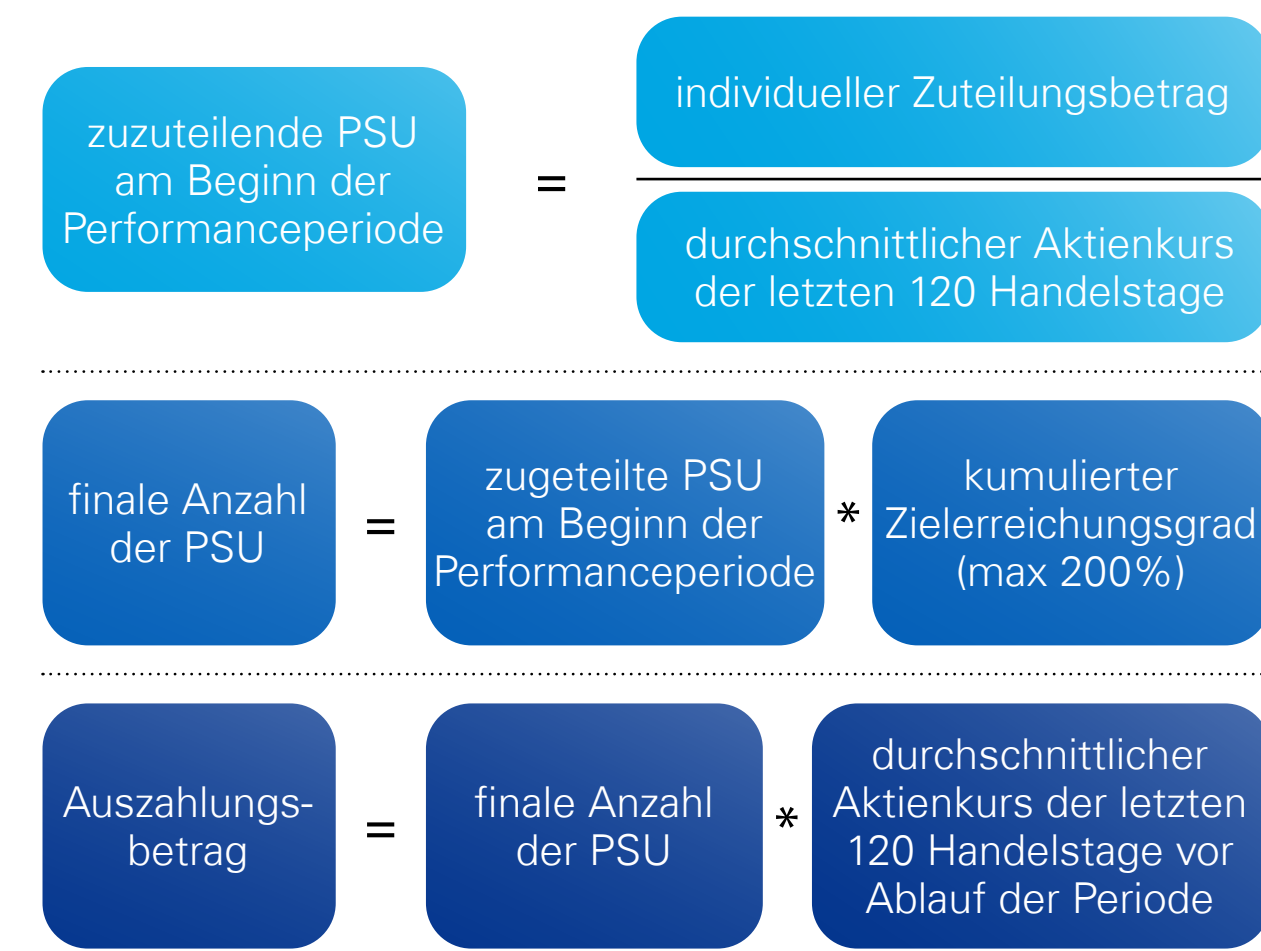 zuzuteilende PSU
am Beginn der
Performanceperiode
=
individueller Zuteilungsbetrag
durchschnittlicher Aktienkurs
der letzten 120 Handelstage
finale Anzahl
der PSU
=
zugeteilte PSU
am Beginn der
Performanceperiode
*
kumulierter
Zielerreichungsgrad
(max 200%)
Auszahlungs-
betrag
=
finale Anzahl
der PSU
*
durchschnittlicher
Aktienkurs der letzten
120 Handelstage vor
Ablauf der Periode